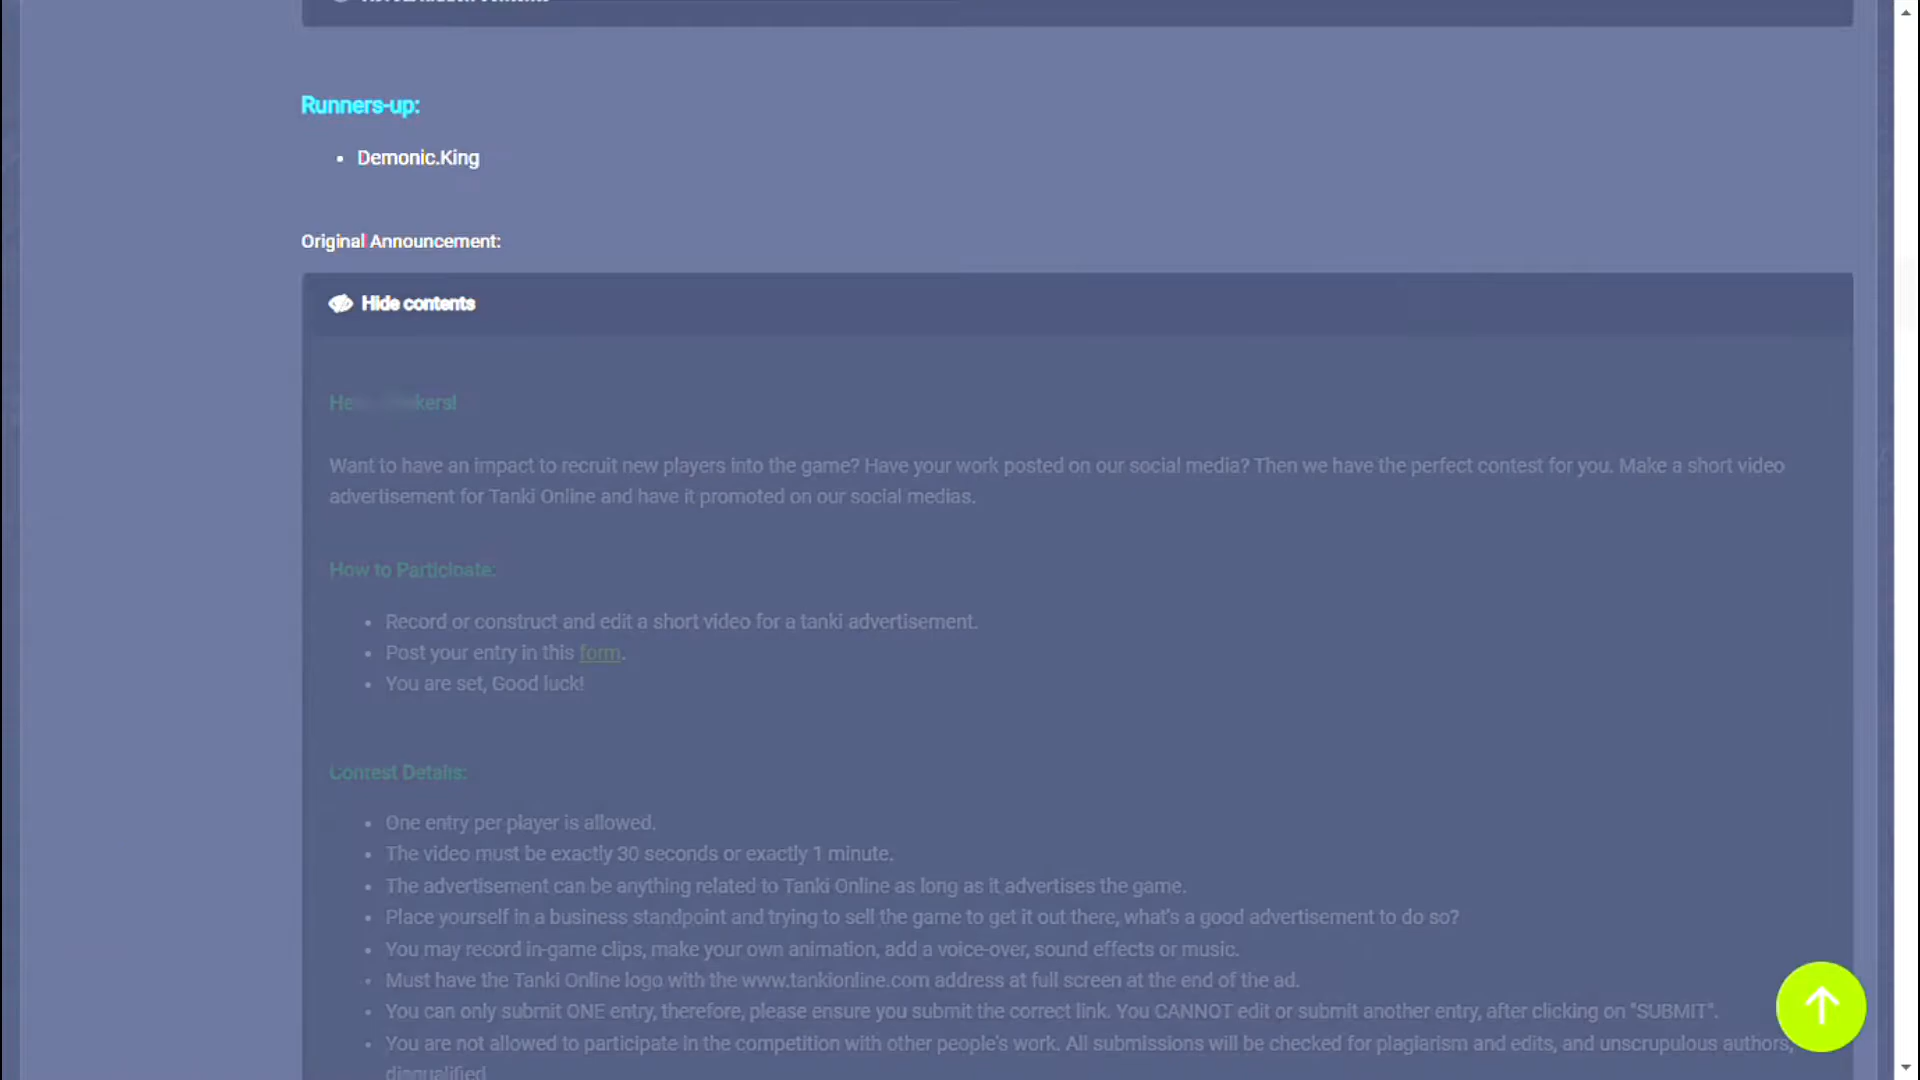 Runners-up:
Demonic.King
Original Announcement:
Hide contents
Want to have an impact to recruit new players into the game? Have your work posted on our social media? Then we have the perfect contest for you. Make a short video
advertisement for Tanki Online and have it promoted on our social medias.
How to Participate:
Record or construct and edit a short video for a tanki advertisement.
Post your entry in this form.
You are set, Good luck!
Contest Details:
One entry per player is allowed.
The video must be exactly 30 seconds or exactly 1 minute.
The advertisement can be anything related to Tanki Online as long as it advertises the game.
Place yourself in a business standpoint and trying to sell the game to get it out there, what's a good advertisement to do so?
You may record in-game clips, make your own animation, add a voice-over, sound effects or music.
Must have the Tanki Online logo with the www.tankionline.com address at full screen at the end of the ad.
You can only submit ONE entry, therefore, please ensure you submit the correct link. You CANNOT edit or submit another entry, after clicking on "SUBMIT".
You are not allowed to participate in the competition with other people's work. All submissions will be checked for plagiarism and edits, and unscrupulous authors,
disqualified